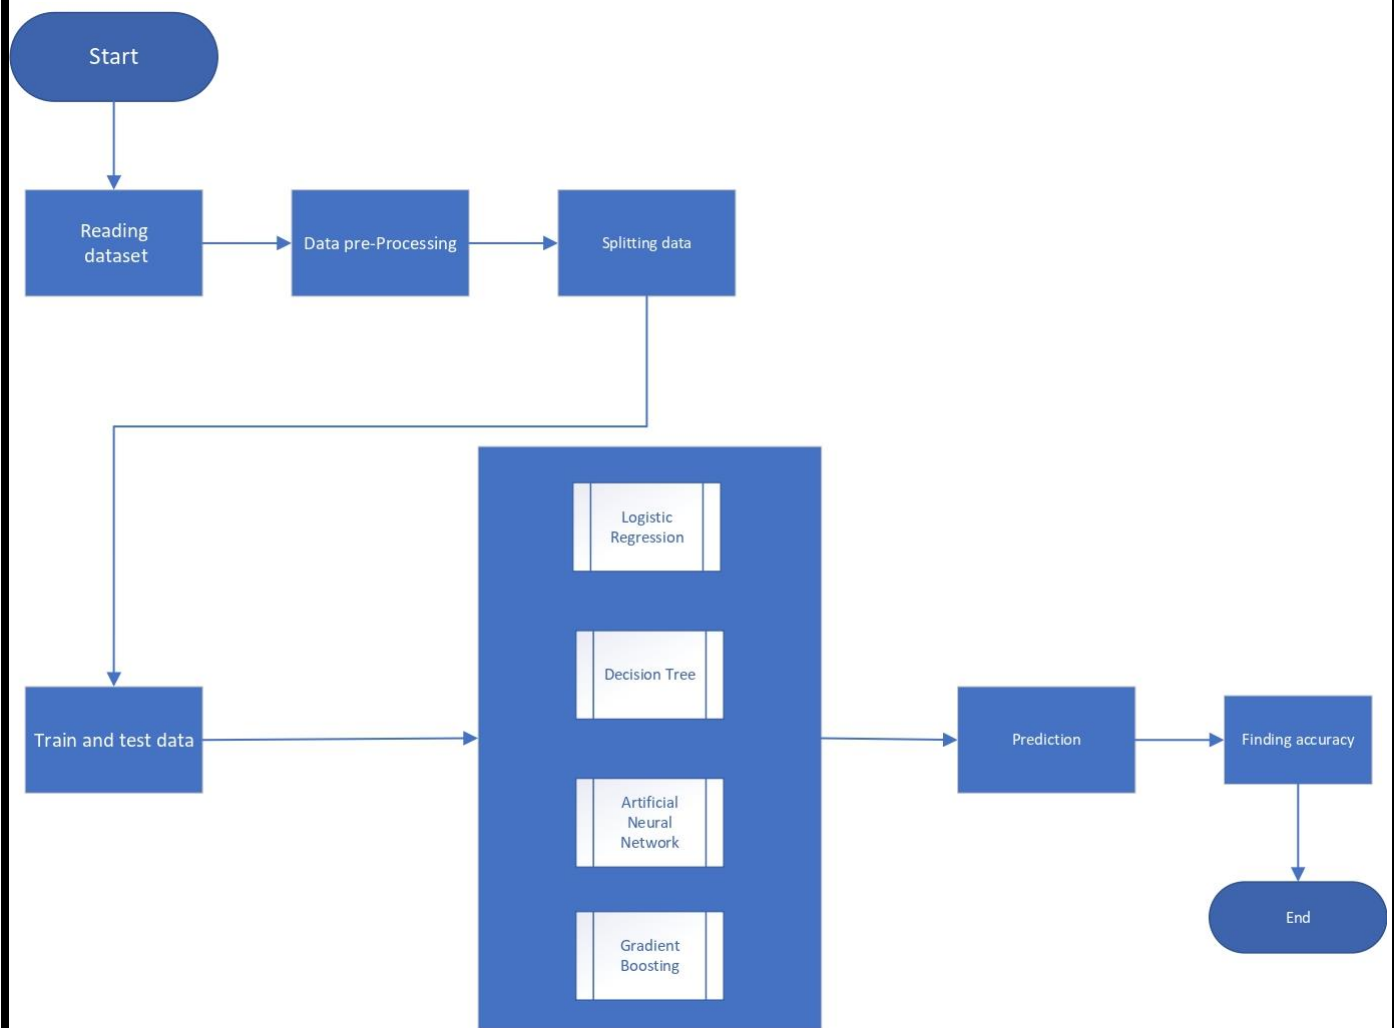 Start
Reading
dataset
Data pre-Processing
Splitting data
Logistic
Regression
Decision Tree
Train and test data
Prediction
Finding accuracy
Artificial
Neural
Network
End
Gradient
Boosting